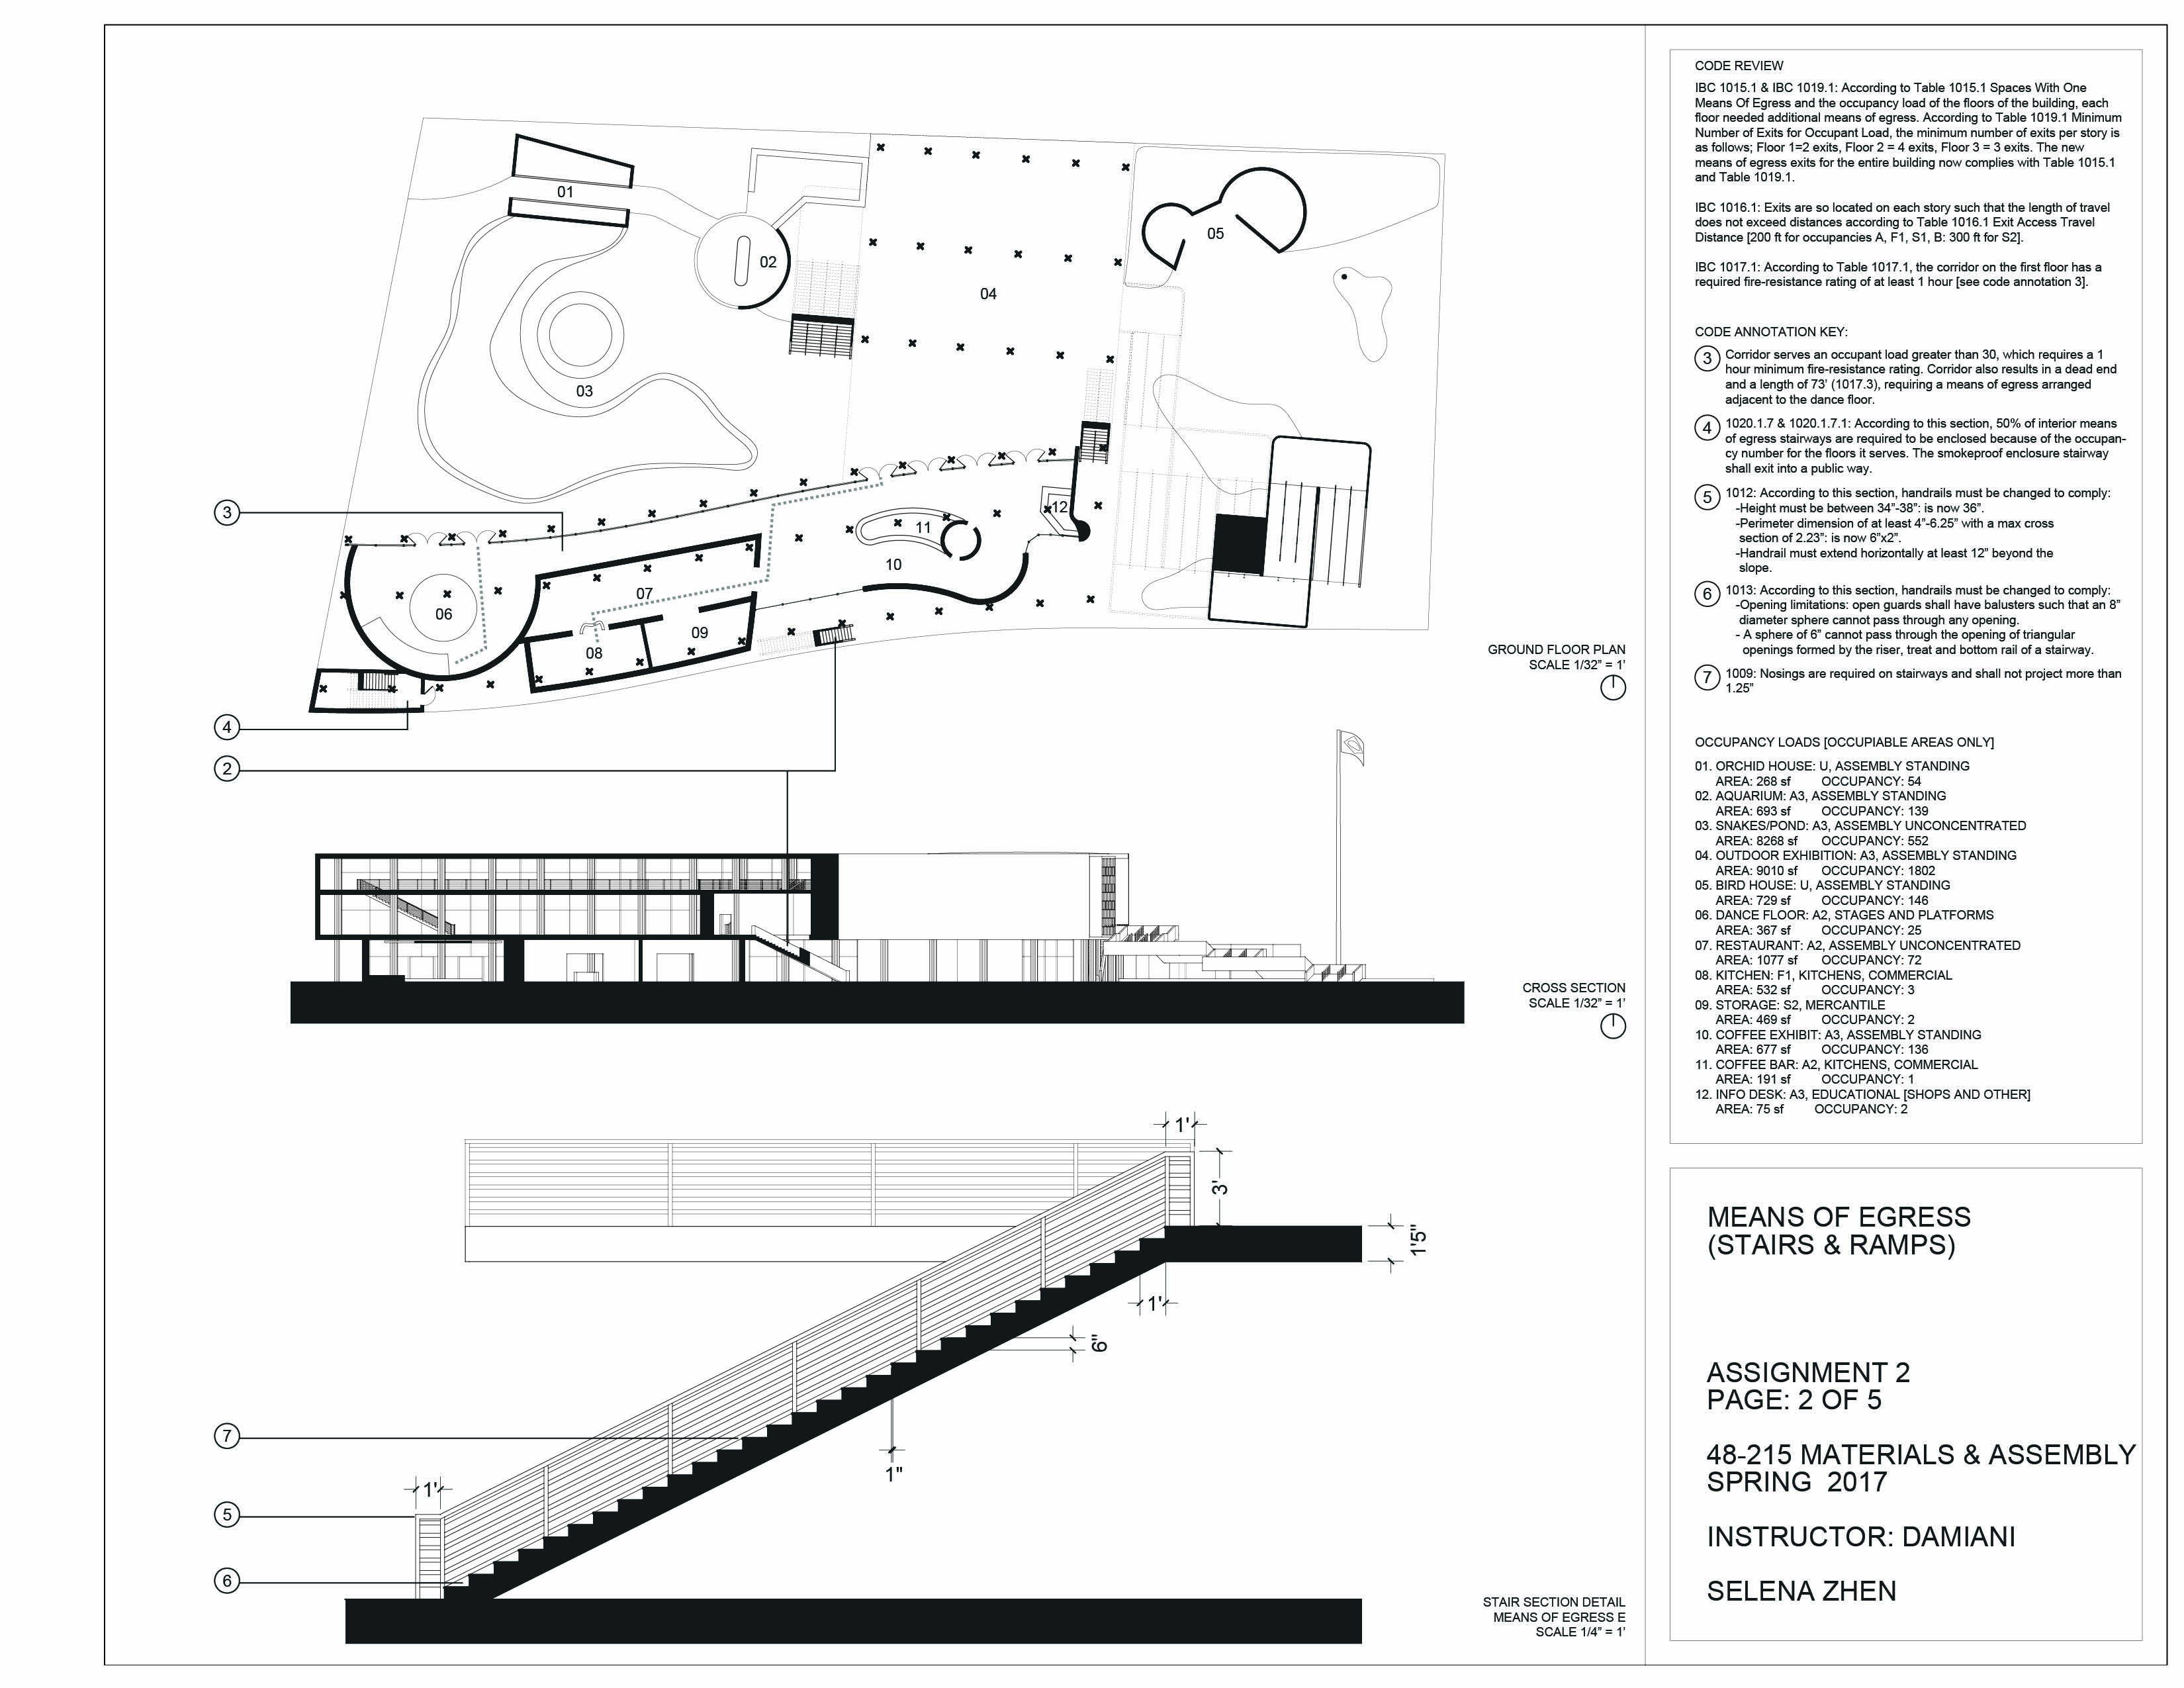 01
02
03
04
05
06
07
08
09
10
11
12
3
4
2
GROUND FLOOR PLAN
SCALE 1/32” = 1’
CROSS SECTION
SCALE 1/32” = 1’
1'
3'
1'5"
1'
6"
1"
1'
7
5
6
STAIR SECTION DETAIL
MEANS OF EGRESS E
SCALE 1/4” = 1’
CODE REVIEW
IBC 1015.1 & IBC 1019.1: According to Table 1015.1 Spaces With One
Means Of Egress and the occupancy load of the floors of the building, each
floor needed additional means of egress. According to Table 1019.1 Minimum
Number of Exits for Occupant Load, the minimum number of exits per story is
as follows; Floor 1=2 exits, Floor 2 = 4 exits, Floor 3 = 3 exits. The new
means of egress exits for the entire building now complies with Table 1015.1
and Table 1019.1.
IBC 1016.1: Exits are so located on each story such that the length of travel
does not exceed distances according to Table 1016.1 Exit Access Travel
Distance [200 ft for occupancies A, F1, S1, B: 300 ft for S2].
IBC 1017.1: According to Table 1017.1, the corridor on the first floor has a
required fire-resistance rating of at least 1 hour [see code annotation 3].
CODE ANNOTATION KEY:
3 Corridor serves an occupant load greater than 30, which requires a 1
hour minimum fire-resistance rating. Corridor also results in a dead end
and a length of 73’ (1017.3), requiring a means of egress arranged
adjacent to the dance floor.
4 1020.1.7 & 1020.1.7.1: According to this section, 50% of interior means
of egress stairways are required to be enclosed because of the occupan-
cy number for the floors it serves. The smokeproof enclosure stairway
shall exit into a public way.
5 1012: According to this section, handrails must be changed to comply:
-Height must be between 34”-38”: is now 36”.
-Perimeter dimension of at least 4”-6.25” with a max cross
section of 2.23”: is now 6”x2”.
-Handrail must extend horizontally at least 12” beyond the
slope.
6 1013: According to this section, handrails must be changed to comply:
-Opening limitations: open guards shall have balusters such that an 8”
diameter sphere cannot pass through any opening.
- A sphere of 6” cannot pass through the opening of triangular
openings formed by the riser, treat and bottom rail of a stairway.
7 1009: Nosings are required on stairways and shall not project more than
1.25”
OCCUPANCY LOADS [OCCUPIABLE AREAS ONLY]
01. ORCHID HOUSE: U, ASSEMBLY STANDING
AREA: 268 sf OCCUPANCY: 54
02. AQUARIUM: A3, ASSEMBLY STANDING
AREA: 693 sf OCCUPANCY: 139
03. SNAKES/POND: A3, ASSEMBLY UNCONCENTRATED
AREA: 8268 sf OCCUPANCY: 552
04. OUTDOOR EXHIBITION: A3, ASSEMBLY STANDING
AREA: 9010 sf OCCUPANCY: 1802
05. BIRD HOUSE: U, ASSEMBLY STANDING
AREA: 729 sf OCCUPANCY: 146
06. DANCE FLOOR: A2, STAGES AND PLATFORMS
AREA: 367 sf OCCUPANCY: 25
07. RESTAURANT: A2, ASSEMBLY UNCONCENTRATED
AREA: 1077 sf OCCUPANCY: 72
08. KITCHEN: F1, KITCHENS, COMMERCIAL
AREA: 532 sf OCCUPANCY: 3
09. STORAGE: S2, MERCANTILE
AREA: 469 sf OCCUPANCY: 2
10. COFFEE EXHIBIT: A3, ASSEMBLY STANDING
AREA: 677 sf OCCUPANCY: 136
11. COFFEE BAR: A2, KITCHENS, COMMERCIAL
AREA: 191 sf OCCUPANCY: 1
12. INFO DESK: A3, EDUCATIONAL [SHOPS AND OTHER]
AREA: 75 sf OCCUPANCY: 2
MEANS OF EGRESS
(STAIRS & RAMPS)
ASSIGNMENT 2
PAGE: 2 OF 5
48-215 MATERIALS & ASSEMBLY
SPRING 2017
INSTRUCTOR: DAMIANI
SELENA ZHEN